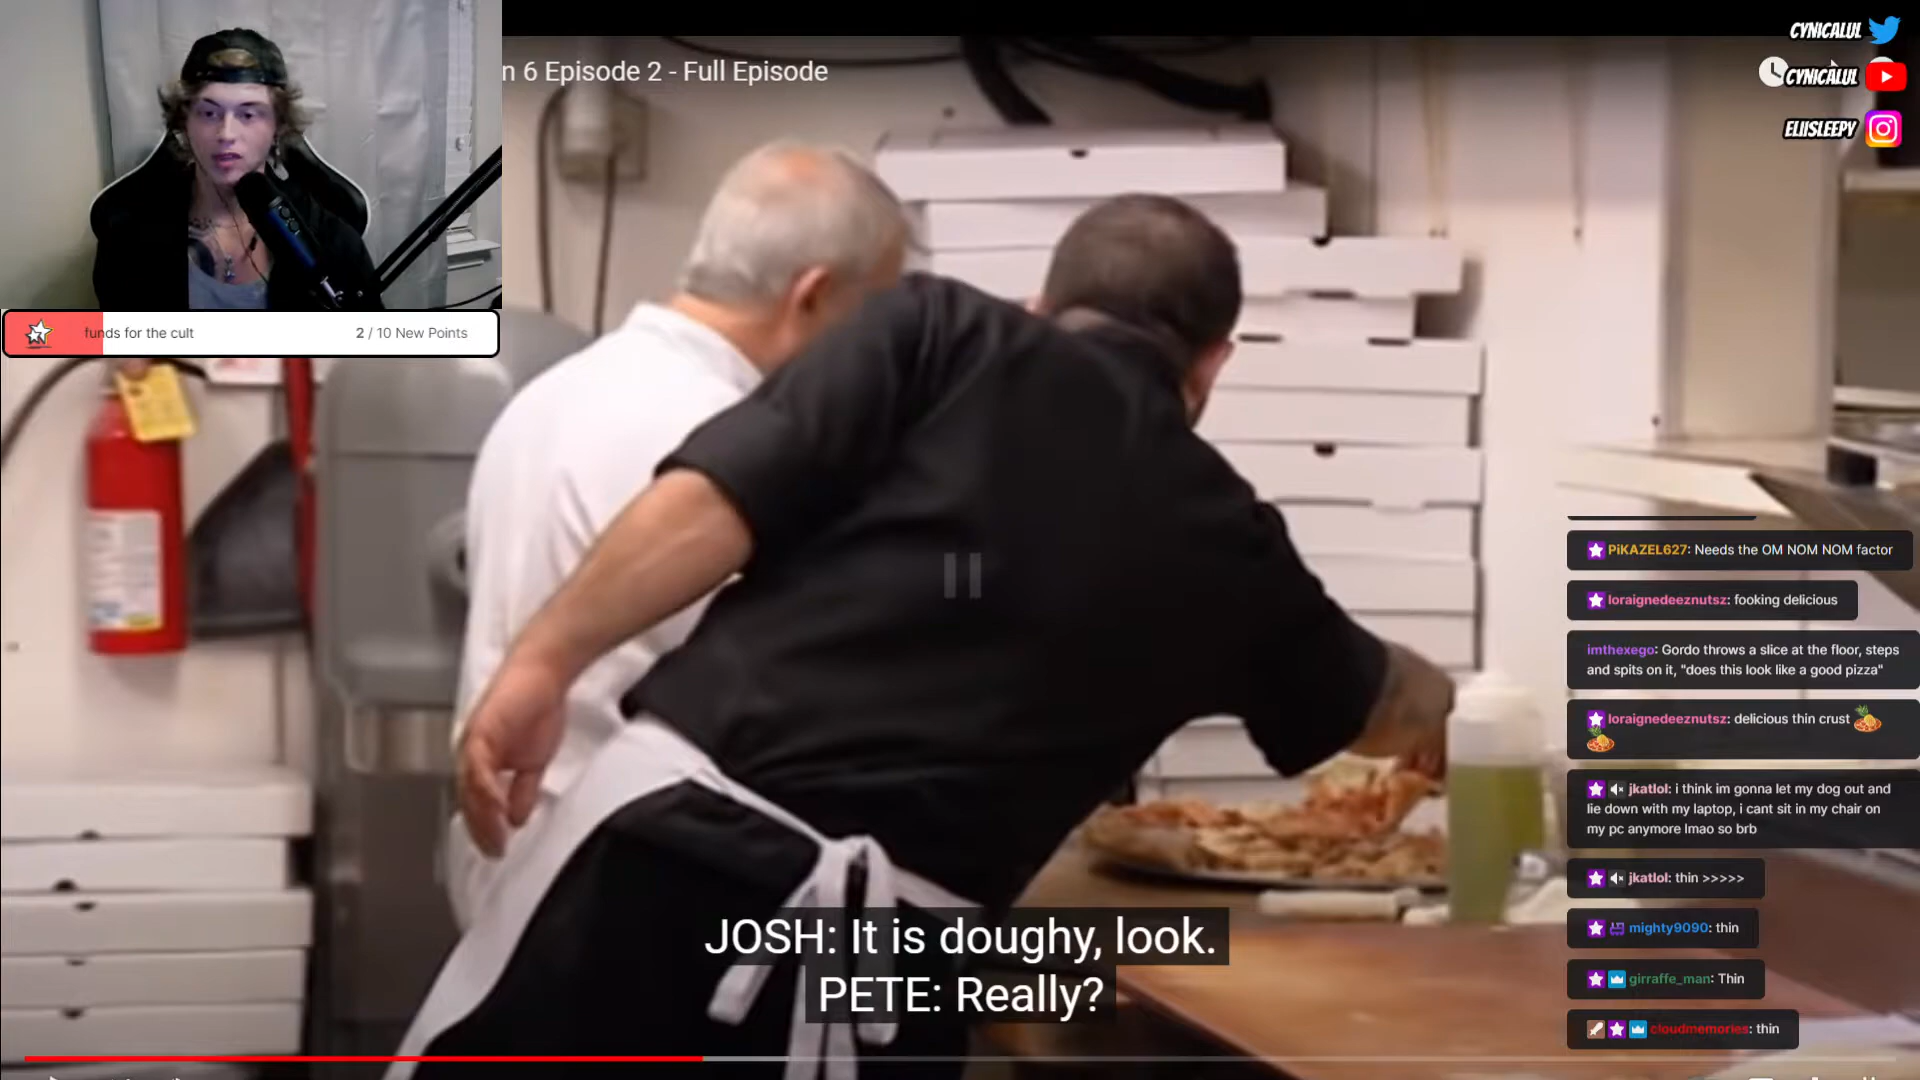 n 6 Episode 2 - Full Episode
CYNICALUL
CYNICALUL
ELIISLEEPY
funds for the cult
2 / 10 New Points
PiKAZEL627: Needs the OM NOM NOM factor
loraignedeeznutsz: fooking delicious
imthexego: Gordo throws a slice at the floor, steps
and spits on it, "does this look like a good pizza"
loraignedeeznutsz: delicious thin crust
jkatlol: i think im gonna let my dog out and
lie down with my laptop, i cant sit in my chair on
my pc anymore lmao so brb
jkatlol: thin >>>>>
mighty9090: thin
girraffe_man: Thin
cloudmemories: thin
JOSH: It is doughy, look.
PETE: Really?